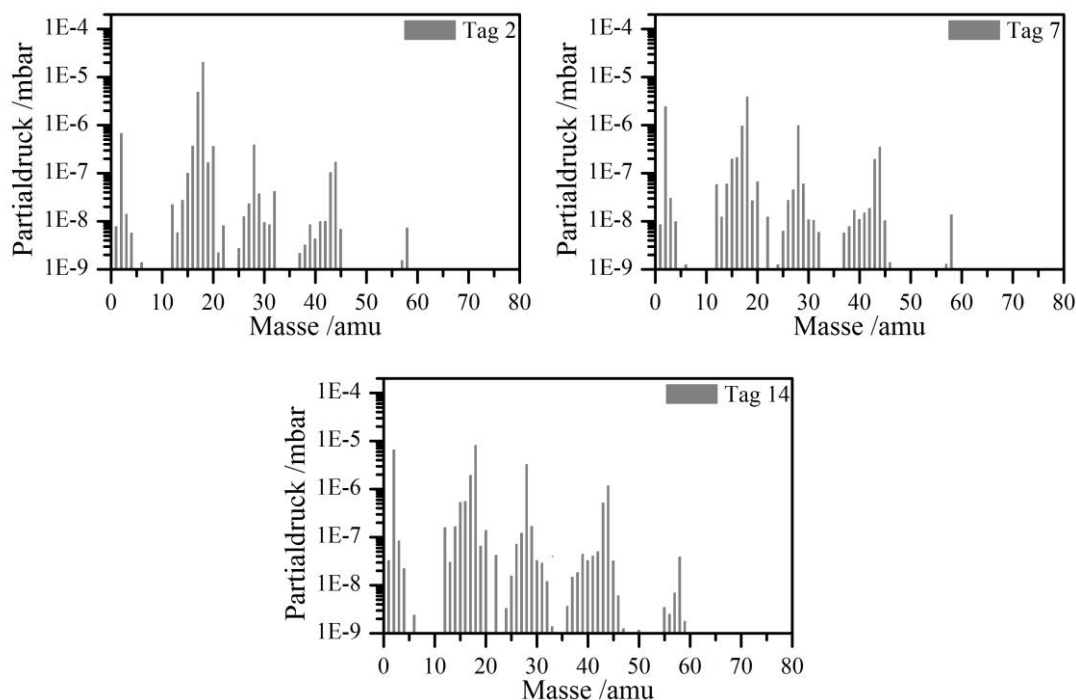 1E-4
1E-5
1E-6
1E-7
1E-8
1E-9
Partialdruck /mbar
Tag 2
0 10 20 30 40 50 60 70 80
Masse /amu
1E-4
1E-5
1E-6
1E-7
1E-8
1E-9
Partialdruck /mbar
Tag 7
0 10 20 30 40 50 60 70 80
Masse /amu
1E-4
1E-5
1E-6
1E-7
1E-8
1E-9
Partialdruck /mbar
Tag 14
0 10 20 30 40 50 60 70 80
Masse /amu